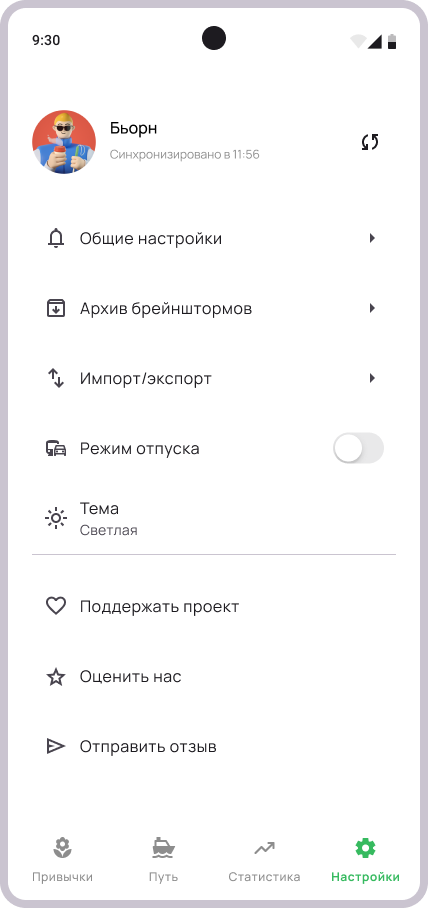 9:30
Бьорн
Синхронизировано в 11:56
Общие настройки
Архив брейнштормов
Импорт/экспорт
Режим отпуска
Тема
Светлая
Поддержать проект
Оценить нас
Отправить отзыв
Привычки Путь Статистика Настройки